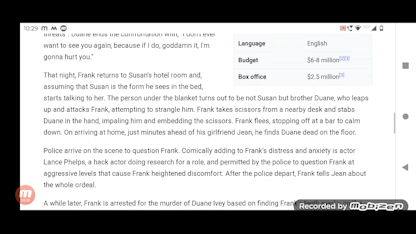 10:29
threats". Duane ends the confrontation with, "I don't ever
want to see you again, because if I do, goddarnn it, I'm
gonna hurt you."
Language English
Budget $6-8 million
Box office $2.5 million
That night, Frank returns to Susan's hotel room and,
assuming that Susan is the form he sees in the bed,
starts talking to her. The person under the blanket turns out to be not Susan but brother Duane, who leaps
up and attacks Frank, attempting to strangle him. Frank takes scissors from a nearby desk and stabs
Duane in the hand, impaling him and embedding the scissors. Frank flees, stopping off at a bar to calm
down. On arriving at home, just minutes ahead of his girlfriend Jean, he finds Duane dead on the floor.
Police arrive on the scene to question Frank. Comically adding to Frank's distress and anxiety is actor
Lance Phelps, a hack actor doing research for a role, and permitted by the police to question Frank at
aggressive levels that cause Frank heightened discomfort. After the police depart, Frank tells Jean about
the whole ordeal.
A while later, Frank is arrested for the murder of Duane Ivey based on finding Frank's
Recorded by
MOBIZEN